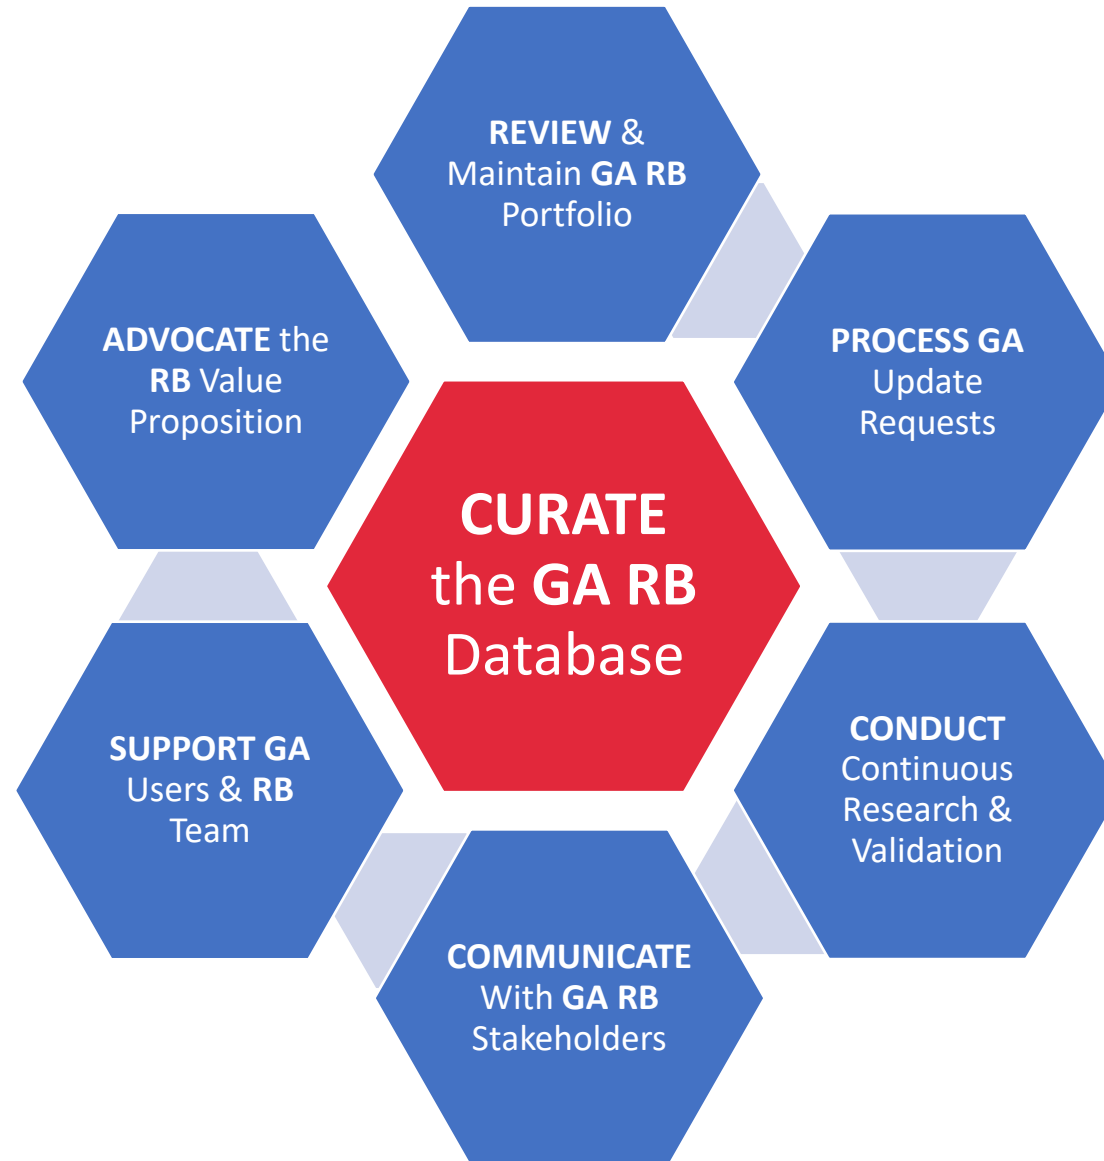 REVIEW &
Maintain GA RB
Portfolio
PROCESS GA
Update
Requests
CONDUCT
Continuous
Research &
Validation
COMMUNICATE
With GA RB
Stakeholders
SUPPORT GA
Users & RB
Team
ADVOCATE the
RB Value
Proposition
CURATE
the GA RB
Database